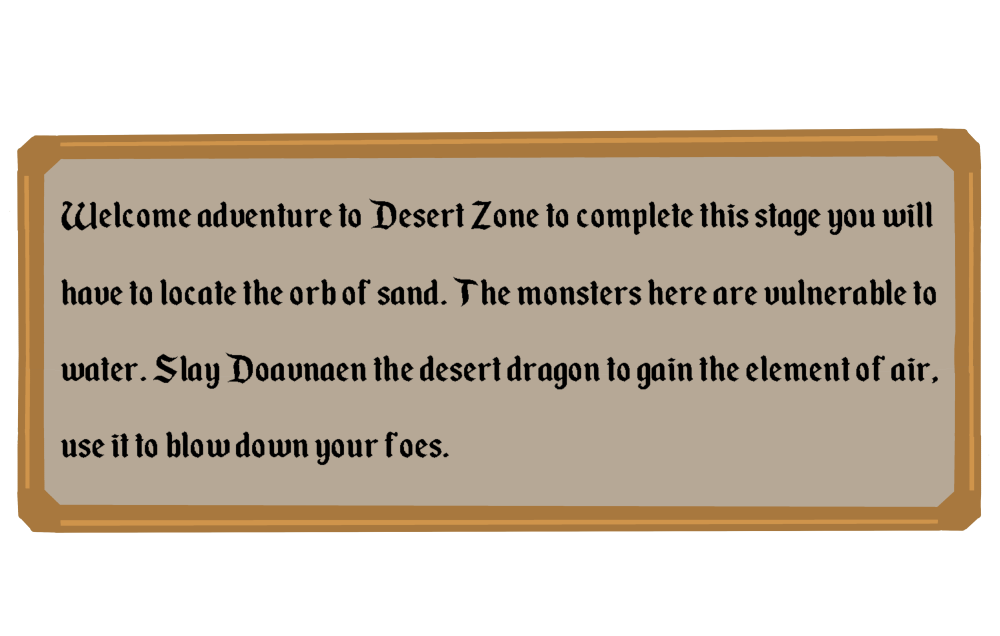 Welcome adventure to Desert Zone to complete this stage you will
have to locate the orb of sand. The monsters here are vulnerable to
water. Slay Doavnaen the desert dragon to gain the element of air,
use it to blow down your foes.